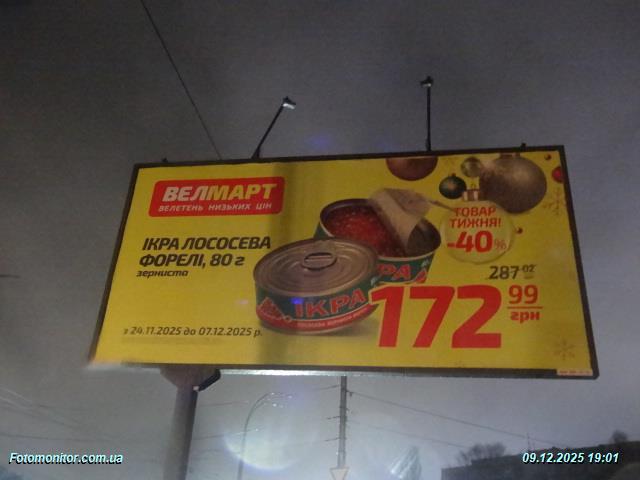 ВЕЛМАРТ
ВЕЛЕТЕНЬ НИЗЬКИХ ЦІН
ІКРА ЛОСОСЕВА
ФОРЕЛІ, 80 г
зерниста
з 24.11.2025 до 07.12.2025 р.
ІКРА
ІКРА
ТОВАР
ТИЖНЯ!
-40%
287 02
172 99
грн
Fotomonitor.com.ua
09.12.2025 19:01